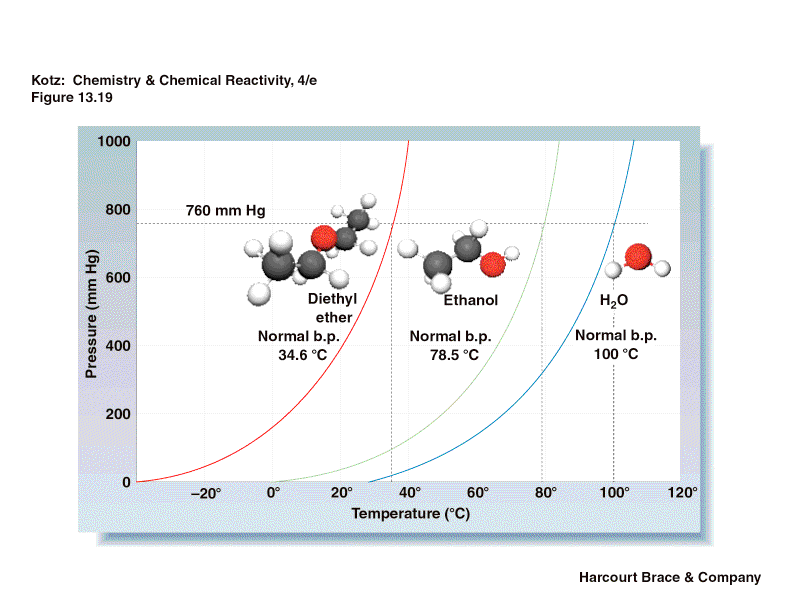 Kotz: Chemistry & Chemical Reactivity, 4/e
Figure 13.19
1000
800
600
400
200
0
Pressure (mm Hg)
760 mm Hg
Diethyl
ether
Normal b.p.
34.6 °C
Ethanol
Normal b.p.
78.5 °C
H₂O
Normal b.p.
100 °C
–20° 0° 20° 40° 60° 80° 100° 120°
Temperature (°C)
Harcourt Brace & Company